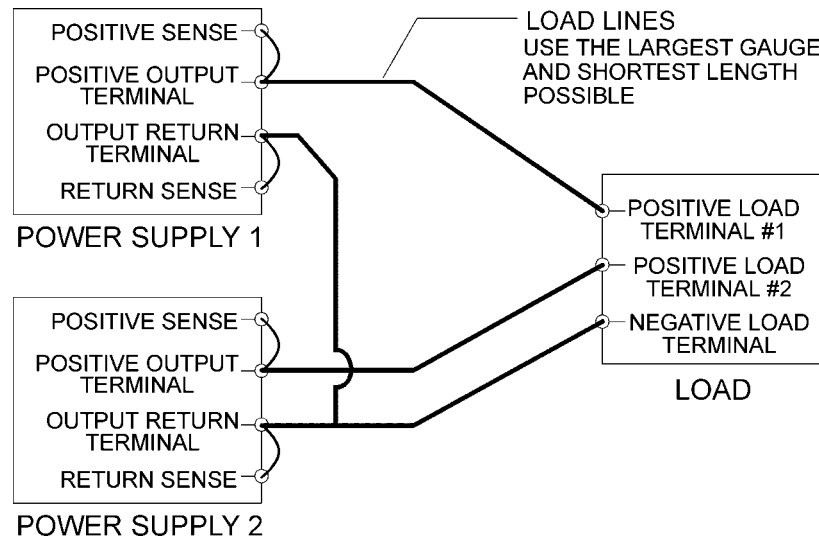 POSITIVE SENSE
POSITIVE OUTPUT
TERMINAL
OUTPUT RETURN
TERMINAL
RETURN SENSE
POWER SUPPLY 1
LOAD LINES
USE THE LARGEST GAUGE
AND SHORTEST LENGTH
POSSIBLE
POSITIVE LOAD
TERMINAL #1
POSITIVE LOAD
TERMINAL #2
NEGATIVE LOAD
TERMINAL
LOAD
POSITIVE SENSE
POSITIVE OUTPUT
TERMINAL
OUTPUT RETURN
TERMINAL
RETURN SENSE
POWER SUPPLY 2